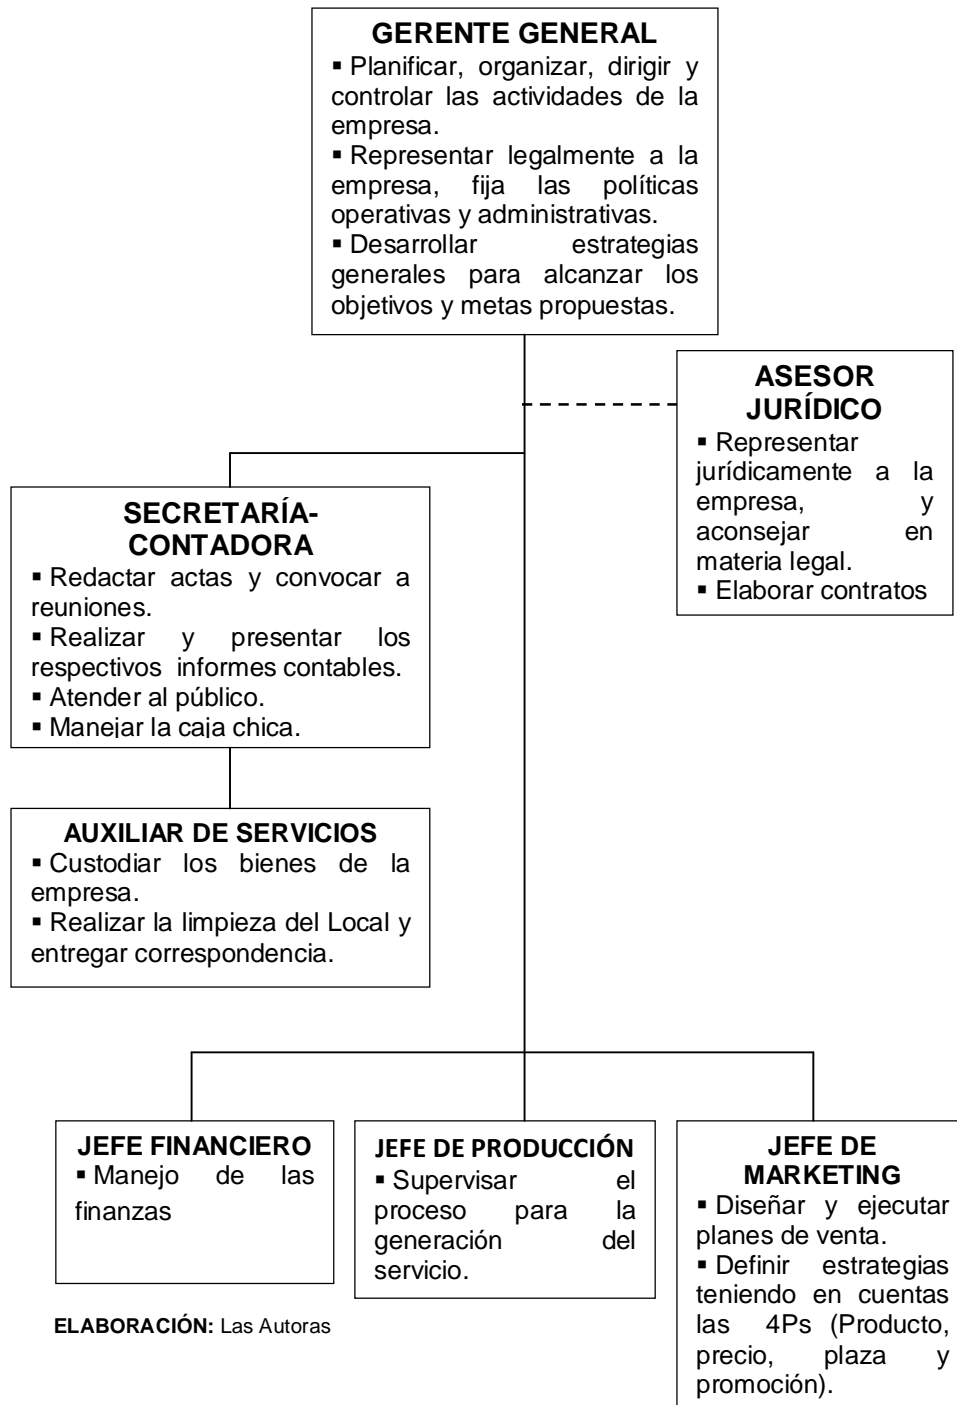 GERENTE GENERAL
▪ Planificar, organizar, dirigir y
controlar las actividades de la
empresa.
▪ Representar legalmente a la
empresa, fija las políticas
operativas y administrativas.
▪ Desarrollar estrategias
generales para alcanzar los
objetivos y metas propuestas.
ASESOR
JURÍDICO
▪ Representar
jurídicamente a la
empresa, y
aconsejar en
materia legal.
▪ Elaborar contratos
SECRETARÍA-
CONTADORA
▪ Redactar actas y convocar a
reuniones.
▪ Realizar y presentar los
respectivos informes contables.
▪ Atender al público.
▪ Manejar la caja chica.
AUXILIAR DE SERVICIOS
▪ Custodiar los bienes de la
empresa.
▪ Realizar la limpieza del Local y
entregar correspondencia.
JEFE FINANCIERO
▪ Manejo de las
finanzas
JEFE DE PRODUCCIÓN
▪ Supervisar el
proceso para la
generación del
servicio.
JEFE DE
MARKETING
▪ Diseñar y ejecutar
planes de venta.
▪ Definir estrategias
teniendo en cuentas
las 4Ps (Producto,
precio, plaza y
promoción).
ELABORACIÓN: Las Autoras